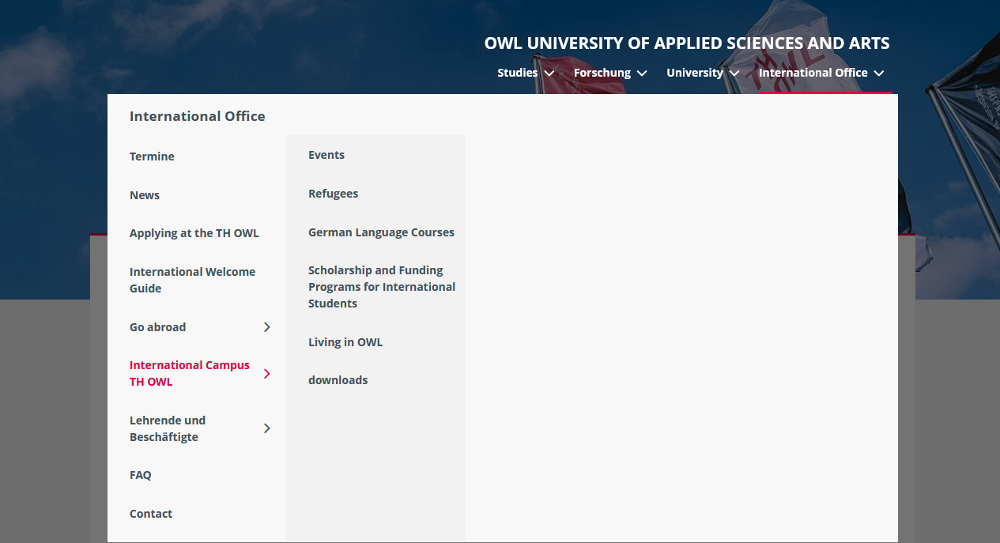 OWL UNIVERSITY OF APPLIED SCIENCES AND ARTS
Studies
Forschung
University
International Office
TH
OWL
International Office
Termine
News
Applying at the TH OWL
International Welcome
Guide
Go abroad
International Campus
TH OWL
Lehrende und
Beschäftigte
FAQ
Contact
Events
Refugees
German Language Courses
Scholarship and Funding
Programs for International
Students
Living in OWL
downloads